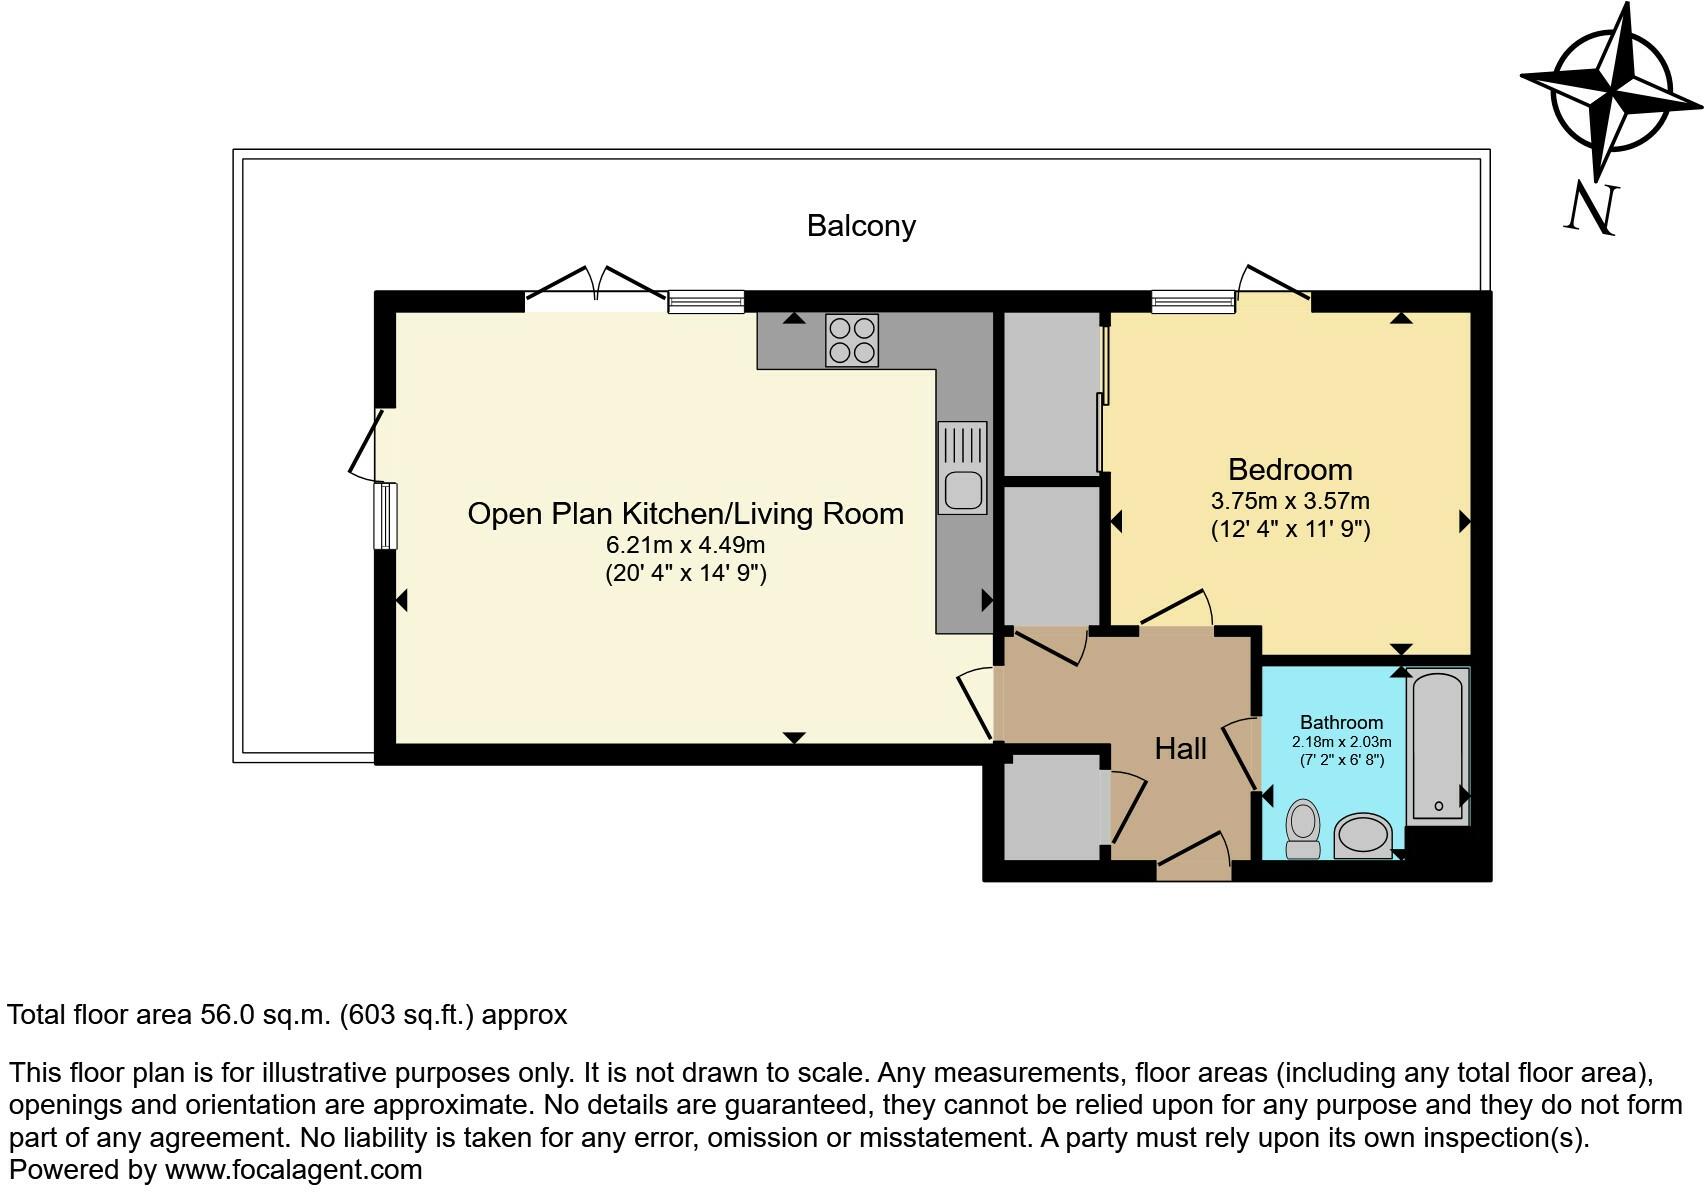 N
Balcony
Open Plan Kitchen/Living Room
6.21m x 4.49m
(20' 4" x 14' 9")
Bedroom
3.75m x 3.57m
(12' 4" x 11' 9")
Bathroom
2.18m x 2.03m
(7' 2" x 6' 8")
Hall
Total floor area 56.0 sq.m. (603 sq.ft.) approx
This floor plan is for illustrative purposes only. It is not drawn to scale. Any measurements, floor areas (including any total floor area),
openings and orientation are approximate. No details are guaranteed, they cannot be relied upon for any purpose and they do not form
part of any agreement. No liability is taken for any error, omission or misstatement. A party must rely upon its own inspection(s).
Powered by www.focalagent.com